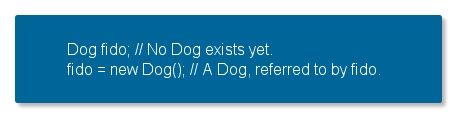 Dog fido; // No Dog exists yet.
fido = new Dog(); // A Dog, referred to by fido.